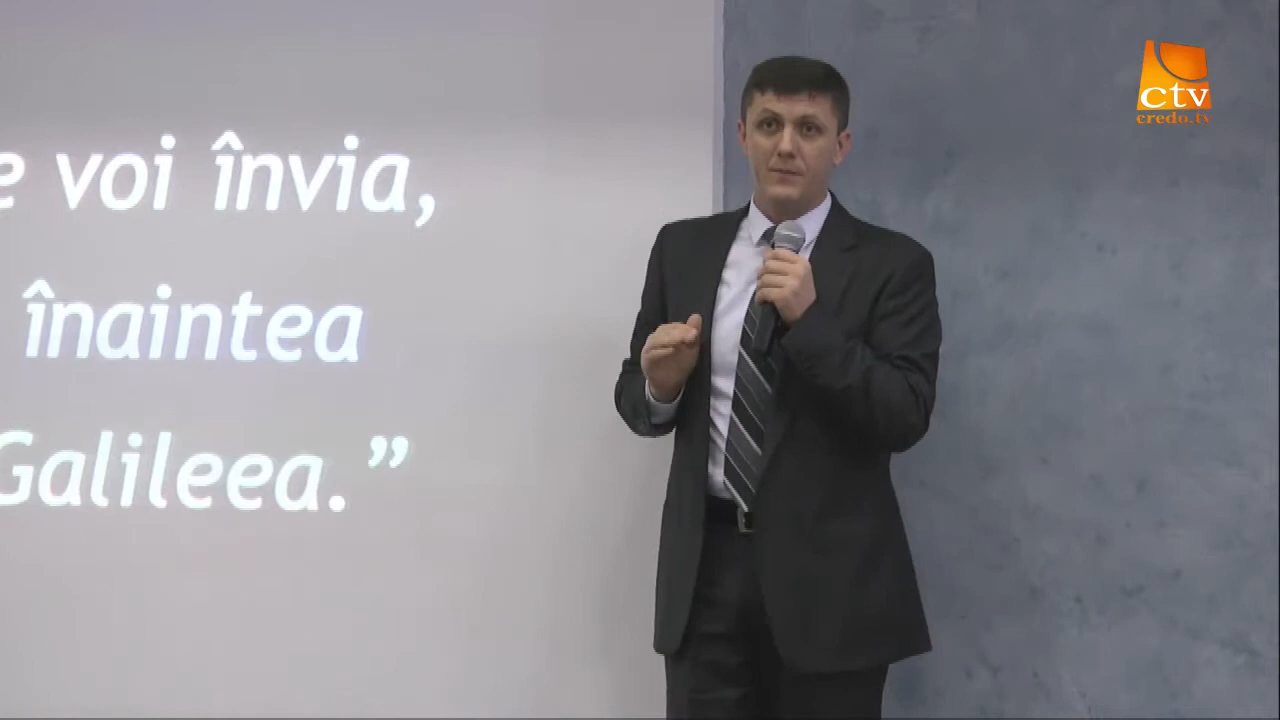 e voi învia,
înaintea
Galileea.”
ctv
credo.tv